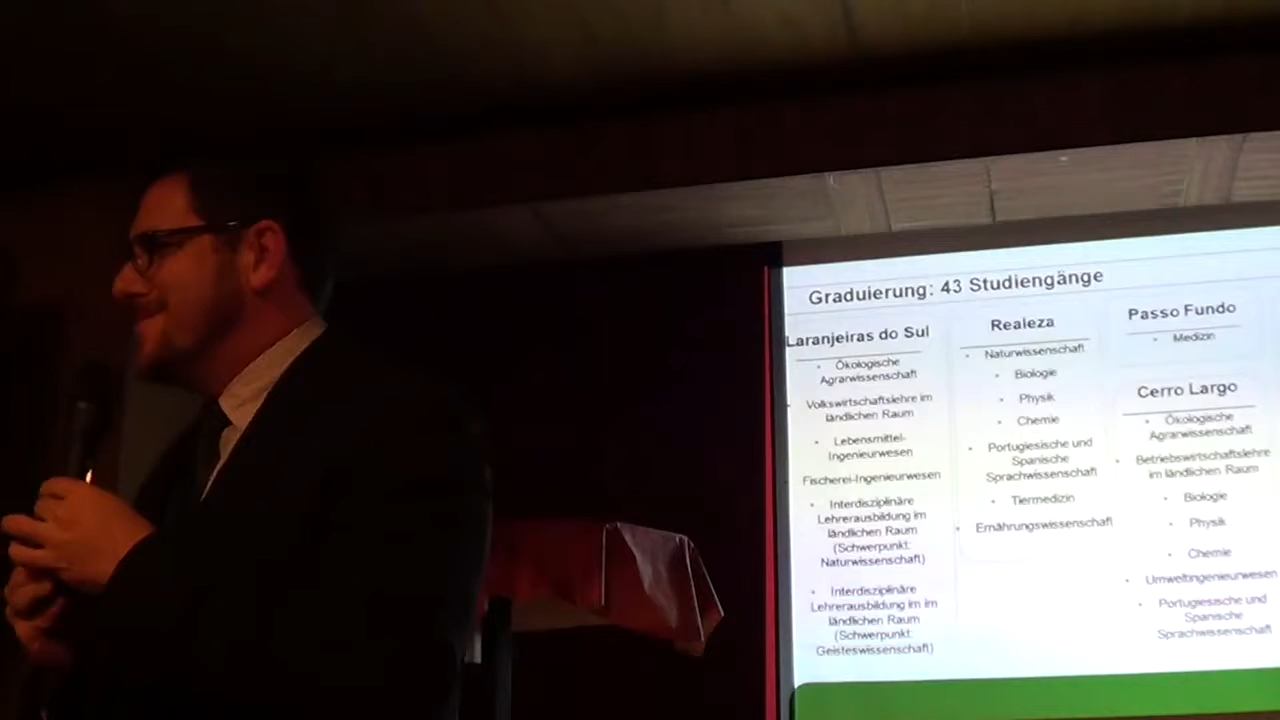 Graduierung: 43 Studiengänge
Laranjeiras do Sul
• Ökologische
Agrarwissenschaft
• Volkswirtschaftslehre im
ländlichen Raum
• Lebensmittel-
Ingenieurwesen
• Fischerei-Ingenieurwesen
• Interdisziplinäre
Lehrerausbildung im
ländlichen Raum
(Schwerpunkt:
Naturwissenschaft)
• Interdisziplinäre
Lehrerausbildung im im
ländlichen Raum
(Schwerpunkt:
Geisteswissenschaft)
Realeza
• Naturwissenschaft
• Biologie
• Physik
• Chemie
• Portugiesische und
Spanische
Sprachwissenschaft
• Tiermedizin
• Ernährungswissenschaft
Passo Fundo
• Medizin
Cerro Largo
• Ökologische
Agrarwissenschaft
• Betriebswirtschaftslehre
im ländlichen Raum
• Biologie
• Physik
• Chemie
• Umweltingenieurwesen
• Portugiesische und
Spanische
Sprachwissenschaft